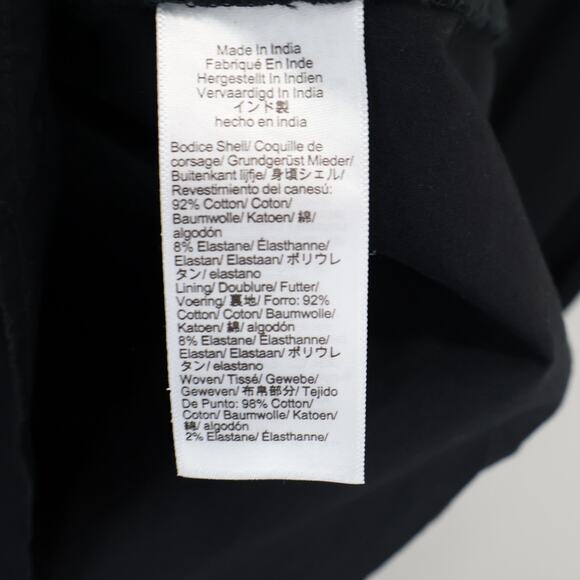 Made In India
Fabriqué En Inde
Hergestellt In Indien
Vervaardigd In India
インド製
hecho en india
Bodice Shell/ Coquille de
corsage/ Grundgerüst Mieder/
Buitenkant lijfje/ 身頃シェル/
Revestimiento del canesú:
92% Cotton/ Coton/
Baumwolle/ Katoen/ 綿/
algodón
8% Elastane/ Élasthanne/
Elastan/ Elastaan/ ポリウレ
タン/ elastano
Lining/ Doublure/ Futter/
Voering/ 裏地/ Forro: 92%
Cotton/ Coton/ Baumwolle/
Katoen/ 綿/ algodón
8% Elastane/ Élasthanne/
Elastan/ Elastaan/ ポリウレ
タン/ elastano
Woven/ Tissé/ Gewebe/
Geweven/ 布帛部分/ Tejido
De Punto: 98% Cotton/
Coton/ Baumwolle/ Katoen/
綿/ algodón
2% Elastane/ Élasthanne/